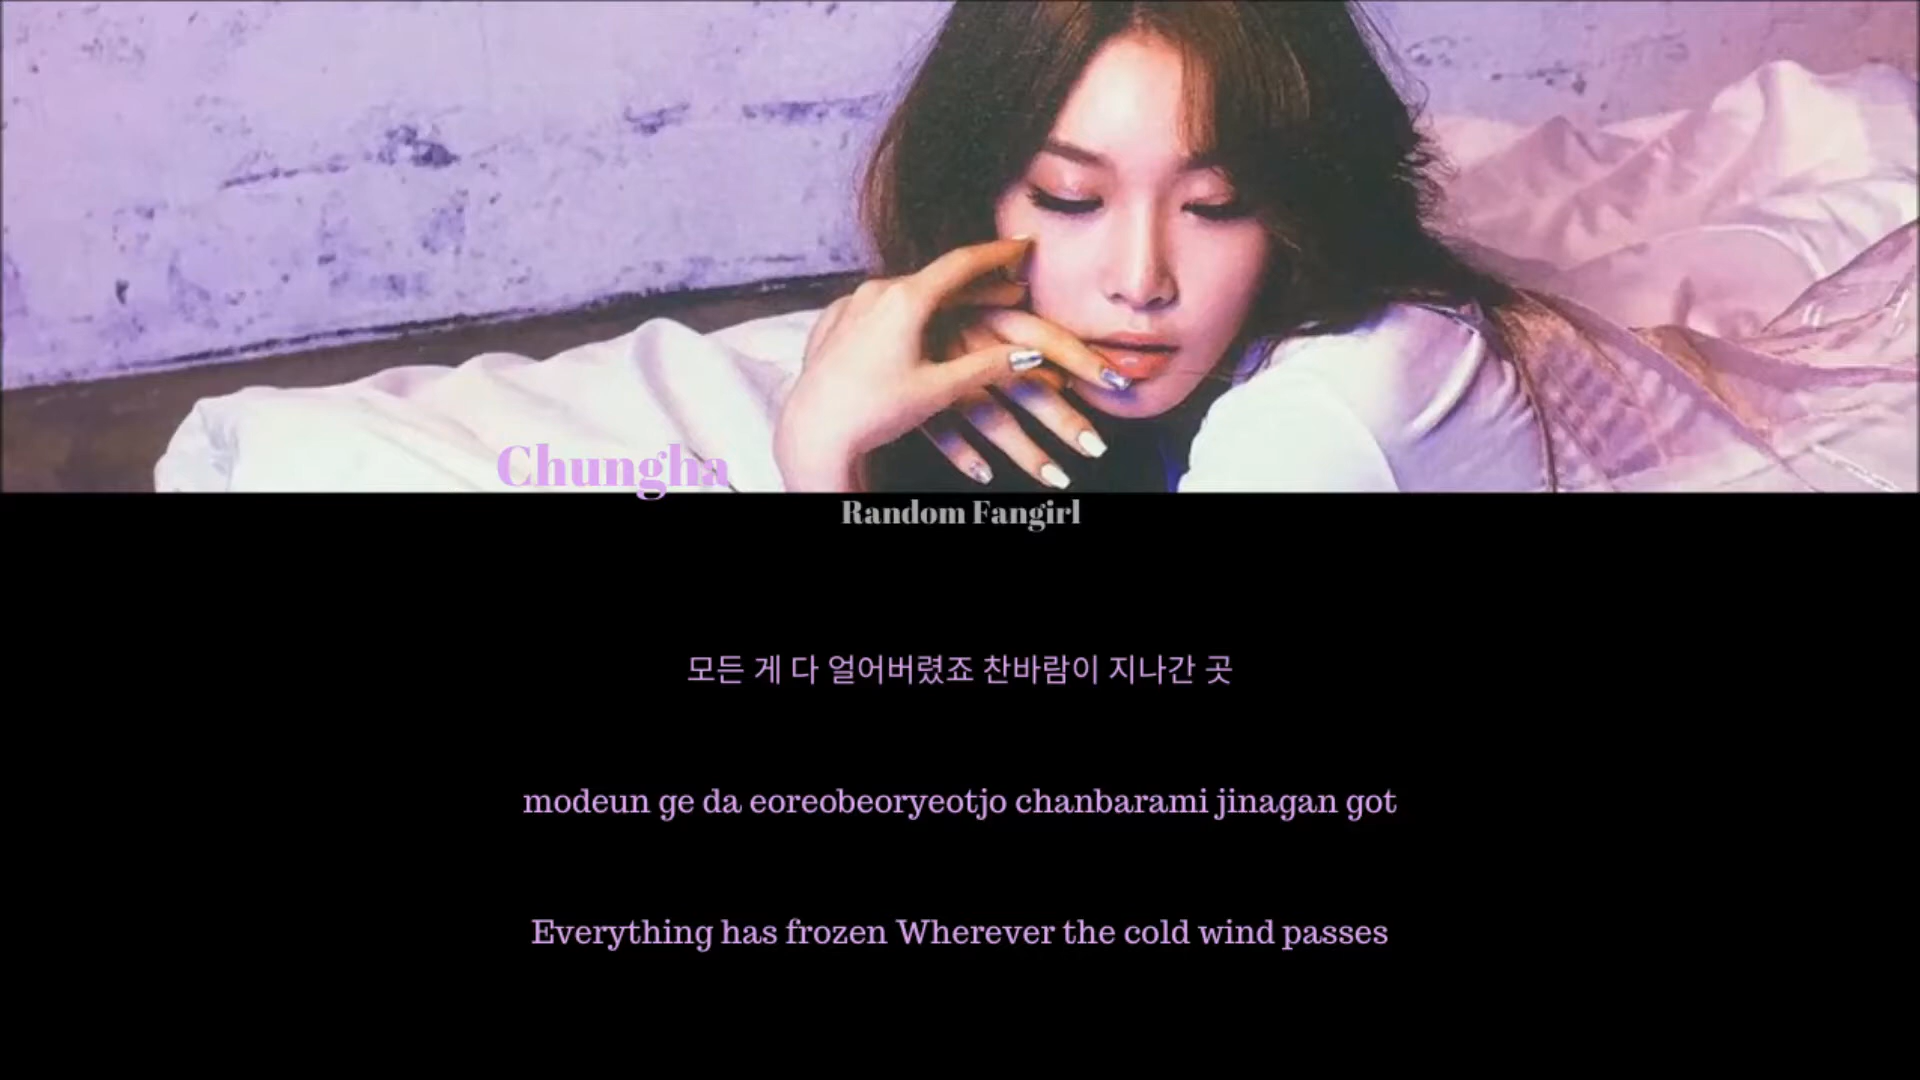 Chungha
Random Fangirl
모든 게 다 얼어버렸죠 찬바람이 지나간 곳
modeun ge da eoreobeoryeotjo chanbarami jinagan got
Everything has frozen Wherever the cold wind passes